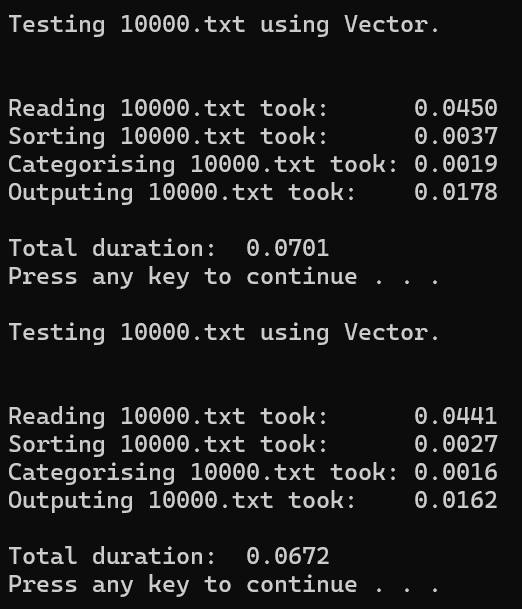 Testing 10000.txt using Vector.
Reading 10000.txt took: 0.0450
Sorting 10000.txt took: 0.0037
Categorising 10000.txt took: 0.0019
Outputing 10000.txt took: 0.0178
Total duration: 0.0701
Press any key to continue . . .
Testing 10000.txt using Vector.
Reading 10000.txt took: 0.0441
Sorting 10000.txt took: 0.0027
Categorising 10000.txt took: 0.0016
Outputing 10000.txt took: 0.0162
Total duration: 0.0672
Press any key to continue . . .